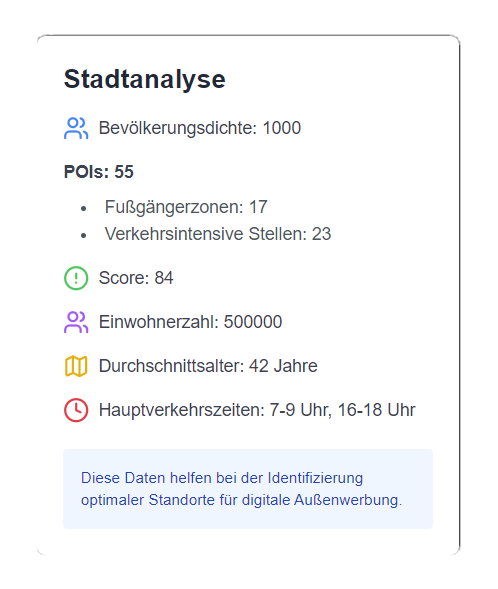 Stadtanalyse
Bevölkerungsdichte: 1000
POIs: 55
• Fußgängerzonen: 17
• Verkehrsintensive Stellen: 23
Score: 84
Einwohnerzahl: 500000
Durchschnittsalter: 42 Jahre
Hauptverkehrszeiten: 7-9 Uhr, 16-18 Uhr
Diese Daten helfen bei der Identifizierung
optimaler Standorte für digitale Außenwerbung.